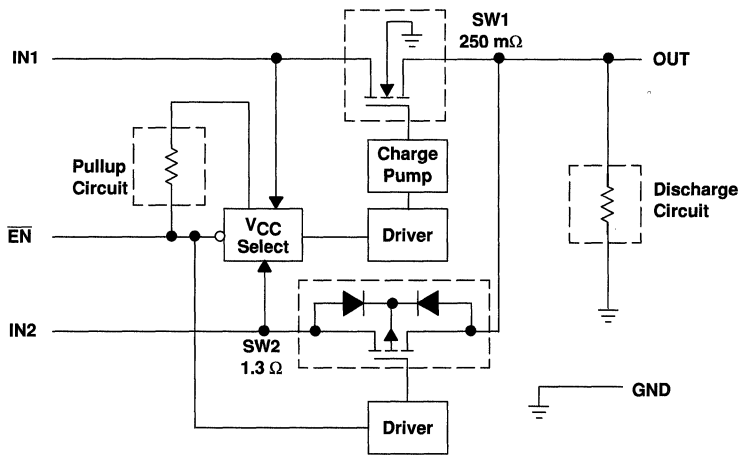 SW1
250 mΩ
IN1
OUT
Charge
Pump
Pullup
Circuit
Discharge
Circuit
VCC
Select
Driver
EN
IN2
SW2
1.3 Ω
GND
Driver